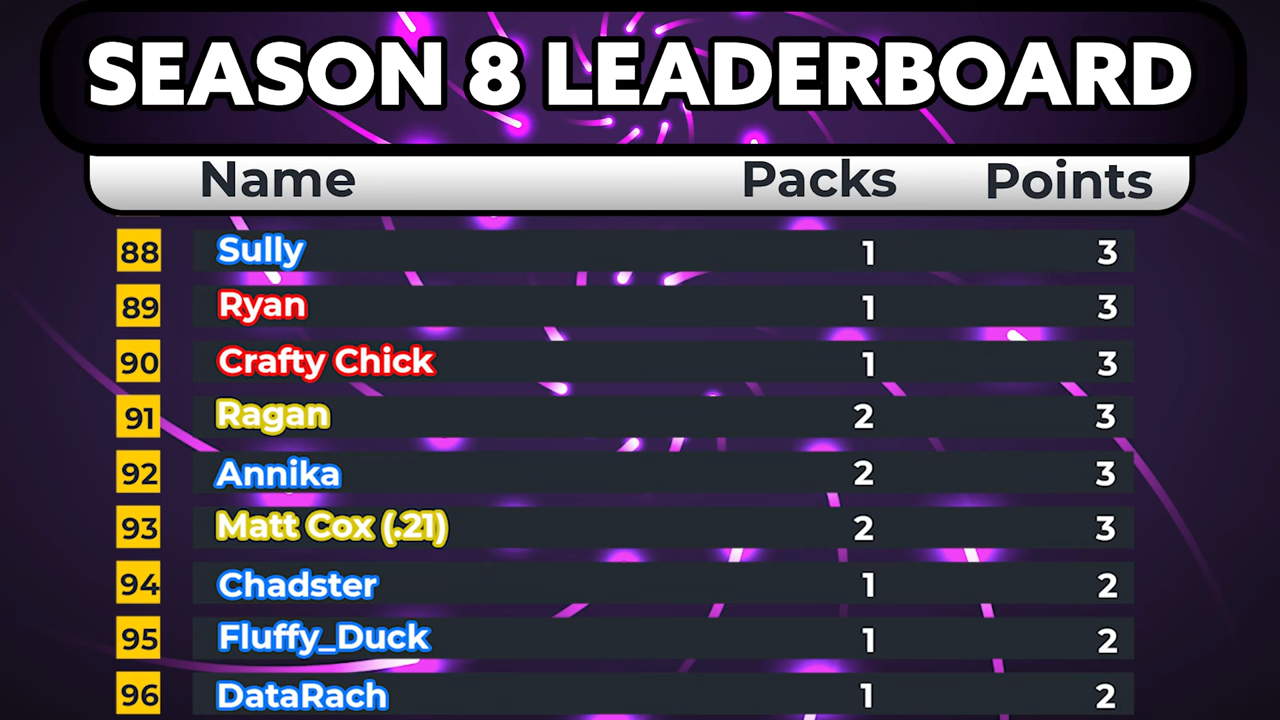 SEASON 8 LEADERBOARD
Name Packs Points
88 Sully 1 3
89 Ryan 1 3
90 Crafty Chick 1 3
91 Ragan 2 3
92 Annika 2 3
93 Matt Cox (.21) 2 3
94 Chadster 1 2
95 Fluffy_Duck 1 2
96 DataRach 1 2